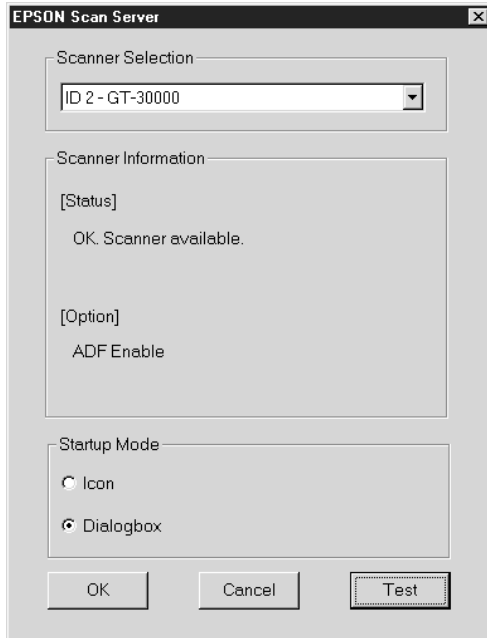 EPSON Scan Server
Scanner Selection
ID 2 - GT-30000
Scanner Information
[Status]
OK. Scanner available.
[Option]
ADF Enable
Startup Mode
Icon
Dialogbox
OK Cancel Test